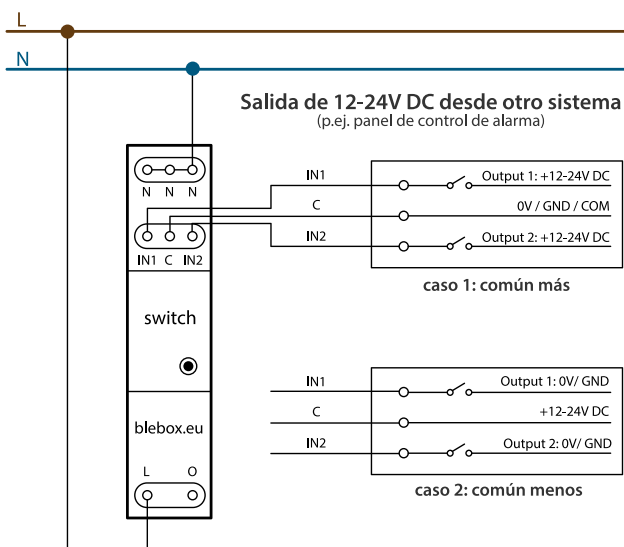 L
N
Salida de 12-24V DC desde otro sistema
(p.ej. panel de control de alarma)
N N N
IN1 C IN2
switch
blebox.eu
L O
IN1 Output 1: +12-24V DC
C 0V / GND / COM
IN2 Output 2: +12-24V DC
caso 1: común más
IN1 Output 1: 0V/ GND
C +12-24V DC
IN2 Output 2: 0V/ GND
caso 2: común menos